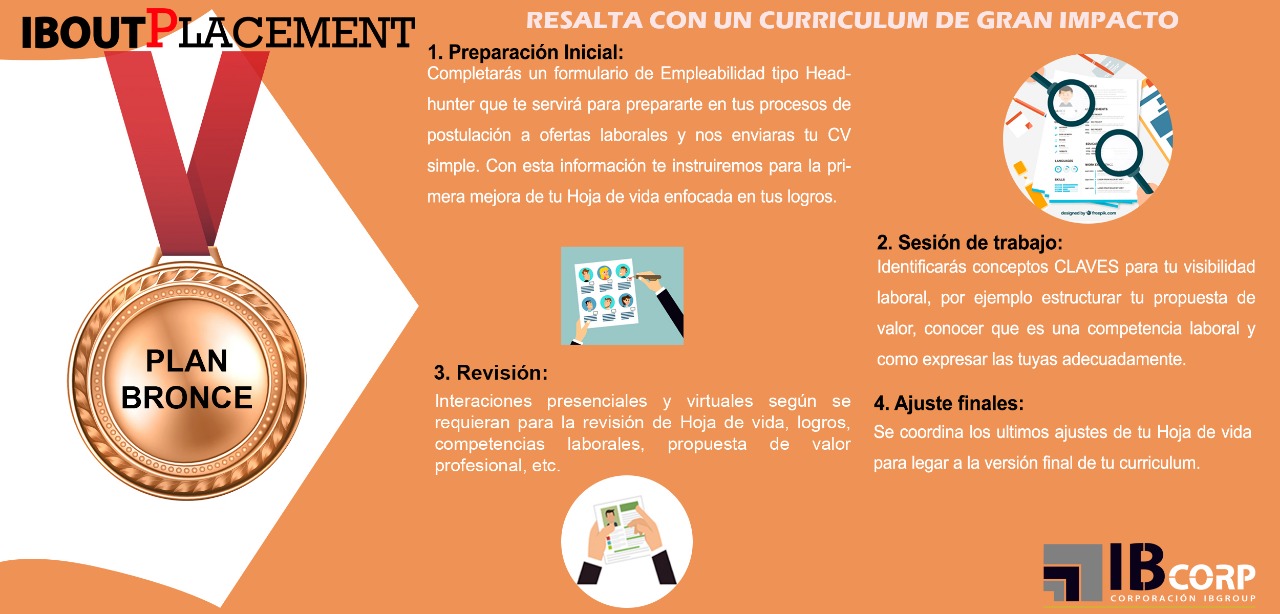 IBOUTPLACEMENT
RESALTA CON UN CURRICULUM DE GRAN IMPACTO
1. Preparación Inicial:
Completarás un formulario de Empleabilidad tipo Head-
hunter que te servirá para prepararte en tus procesos de
postulación a ofertas laborales y nos enviaras tu CV
simple. Con esta información te instruiremos para la pri-
mera mejora de tu Hoja de vida enfocada en tus logros.
designed by freepik.com
2. Sesión de trabajo:
Identificarás conceptos CLAVES para tu visibilidad
laboral, por ejemplo estructurar tu propuesta de
valor, conocer que es una competencia laboral y
como expresar las tuyas adecuadamente.
PLAN
BRONCE
3. Revisión:
Interaciones presenciales y virtuales según se
requieran para la revisión de Hoja de vida, logros,
competencias laborales, propuesta de valor
profesional, etc.
4. Ajuste finales:
Se coordina los ultimos ajustes de tu Hoja de vida
para legar a la versión final de tu curriculum.
IBCORP
CORPORACIÓN IBGROUP